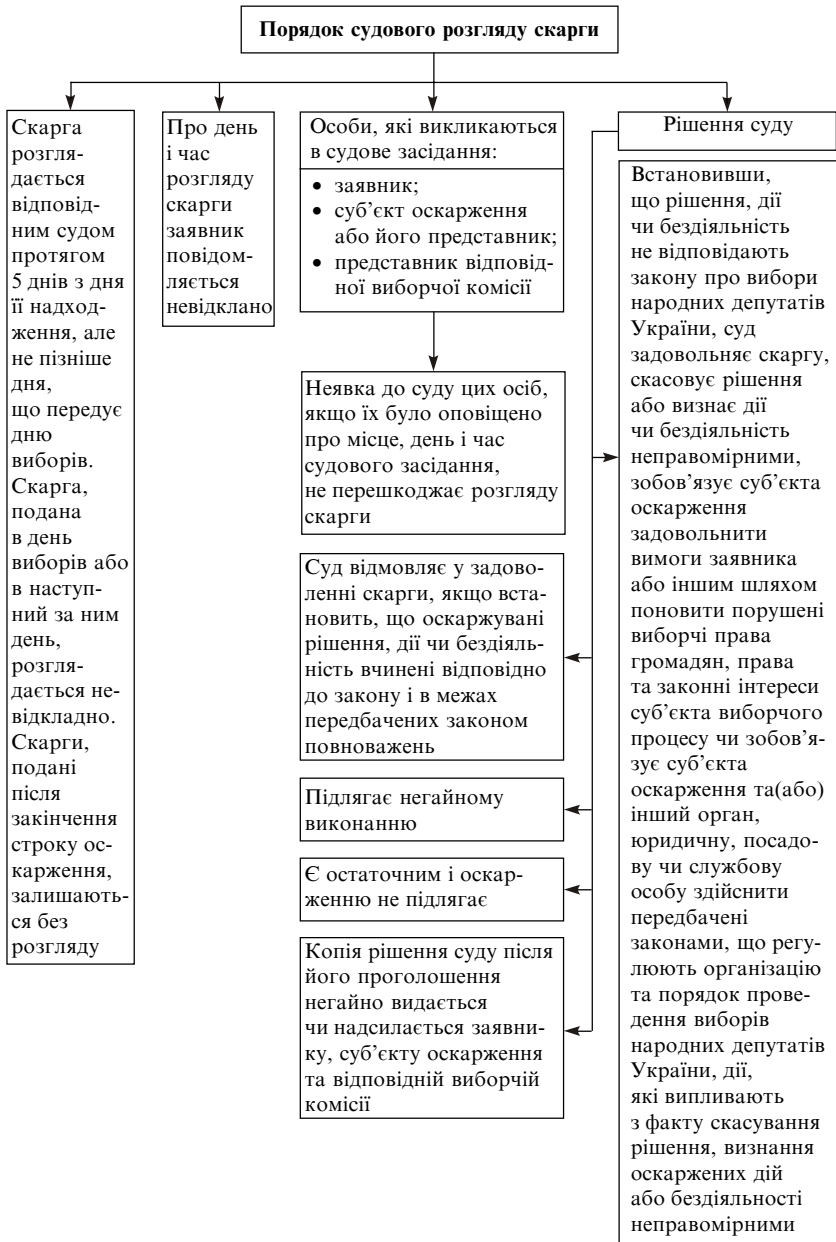 Порядок судового розгляду скарги
Скарга
розгля-
дається
відповід-
ним судом
протягом
5 днів з дня
її надход-
ження, але
не пізніше
дня,
що передує
дню
виборів.
Скарга,
подана
в день
виборів або
в наступ-
ний за ним
день,
розгля-
дається не-
відкладно.
Скарги,
подані
після
закінчення
строку ос-
карження,
залишають-
ся без
розгляду
Про день
і час
розгляду
скарги
заявник
повідом-
ляється
невідклано
Особи, які викликаються
в судове засідання:
• заявник;
• суб’єкт оскарження
або його представник;
• представник відповід-
ної виборчої комісії
Неявка до суду цих осіб,
якщо їх було оповіщено
про місце, день і час
судового засідання,
не перешкоджає розгляду
скарги
Рішення суду
Встановивши,
що рішення, дії
чи бездіяльність
не відповідають
закону про вибори
народних депутатів
України, суд
задовольняє скаргу,
скасовує рішення
або визнає дії
чи бездіяльність
неправомірними,
зобов’язує суб’єкта
оскарження
задовольнити
вимоги заявника
або іншим шляхом
поновити порушені
виборчі права
громадян, права
та законні інтереси
суб’єкта виборчого
процесу чи зобов’я-
зує суб’єкта
оскарження та(або)
інший орган,
юридичну, посадо-
ву чи службову
особу здійснити
передбачені
законами, що регу-
люють організацію
та порядок прове-
дення виборів
народних депутатів
України, дії,
які випливають
з факту скасування
рішення, визнання
оскаржених дій
або бездіяльності
неправомірними
Суд відмовляє у задово-
ленні скарги, якщо вста-
новить, що оскаржувані
рішення, дії чи бездіяль-
ність вчинені відповідно
до закону і в межах
передбачених законом
повноважень
Підлягає негайному
виконанню
Є остаточним і оскар-
женню не підлягає
Копія рішення суду після
його проголошення
негайно видається
чи надсилається заявни-
ку, суб’єкту оскарження
та відповідній виборчій
комісії